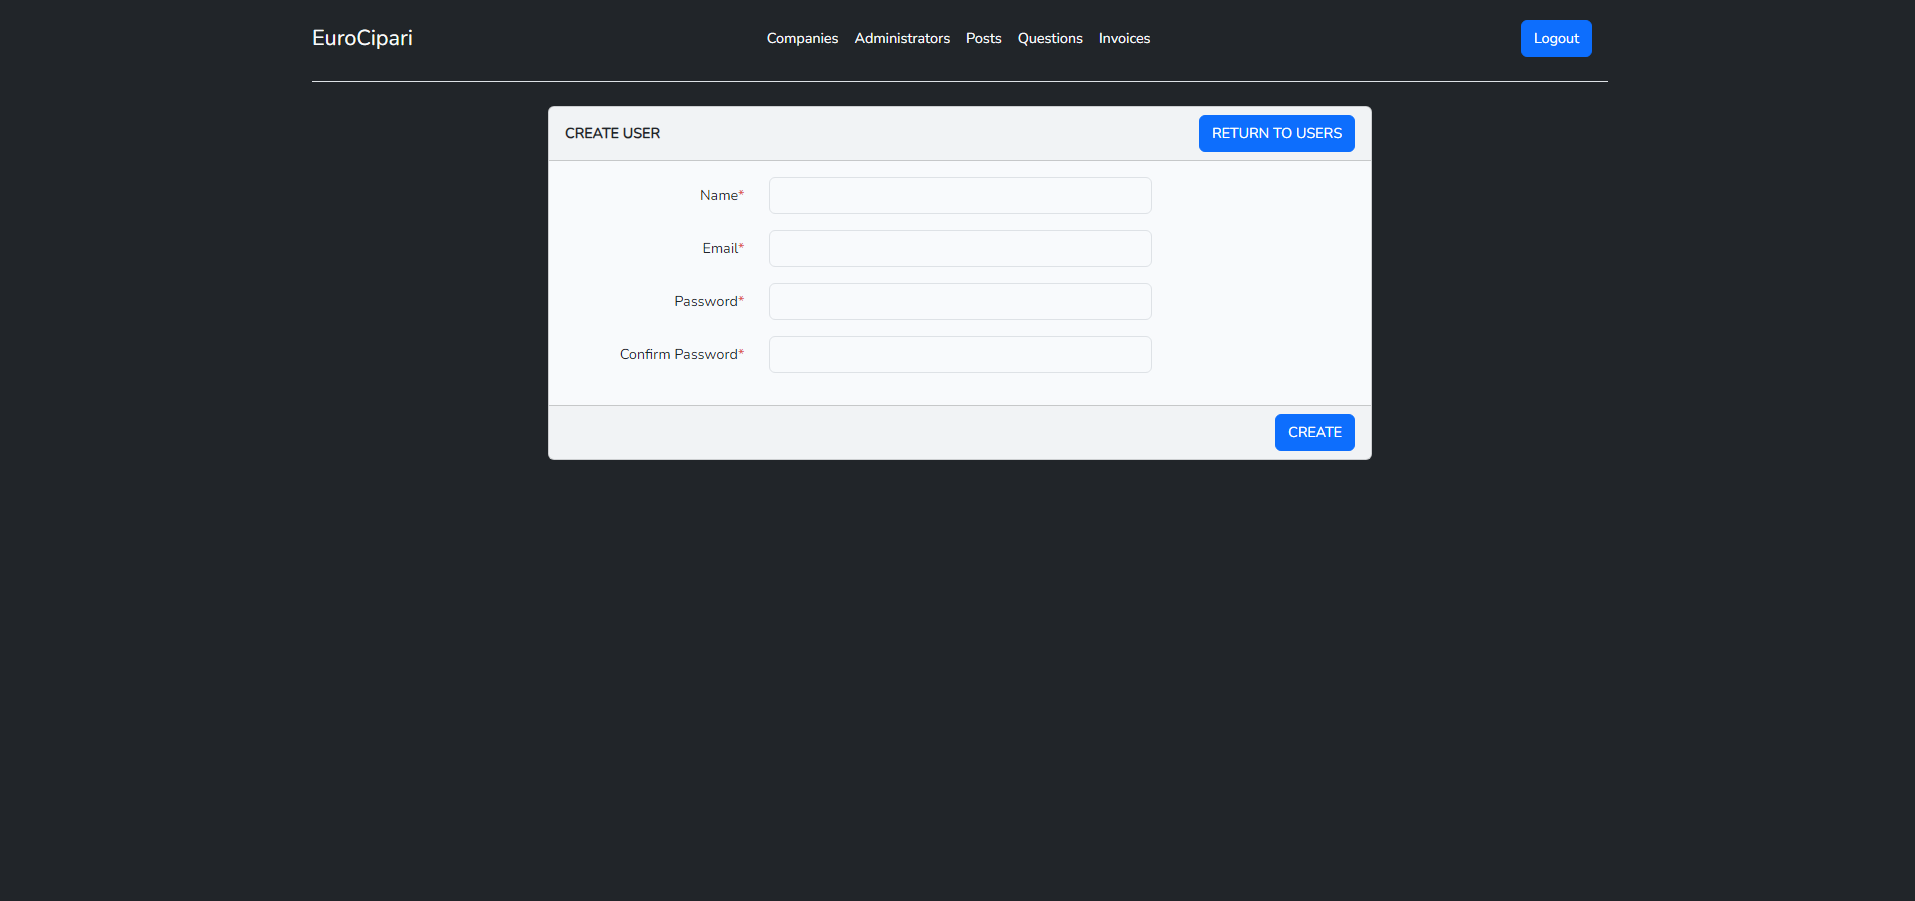 EuroCipari
Companies Administrators Posts Questions Invoices
Logout
CREATE USER
RETURN TO USERS
Name*
Email*
Password*
Confirm Password*
CREATE